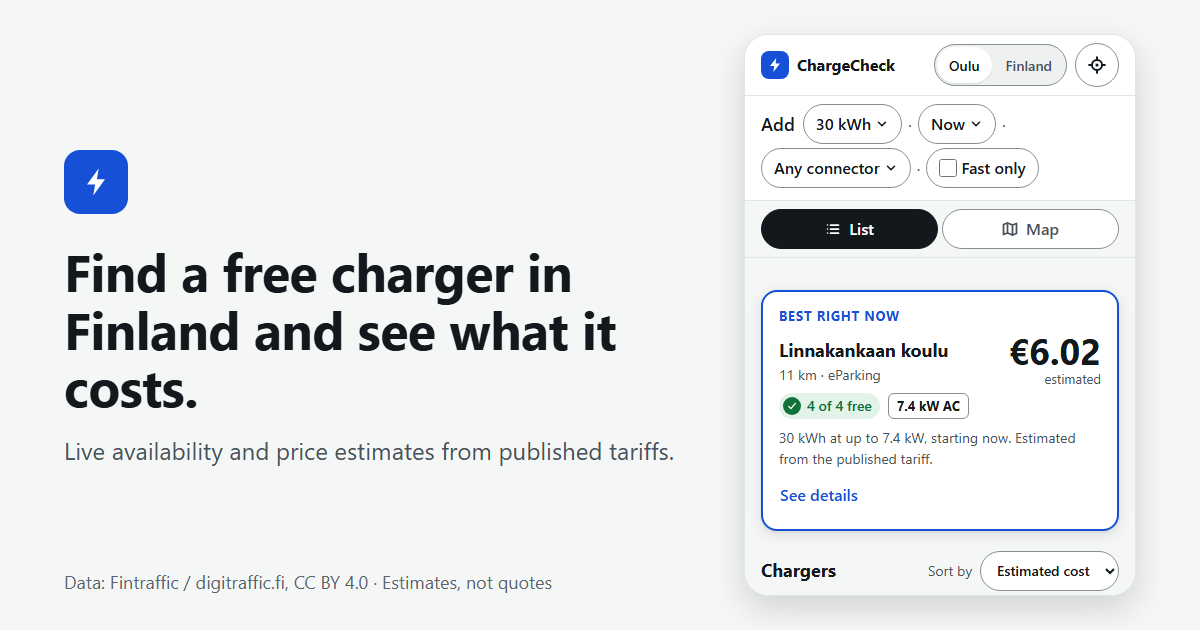 Find a free charger in
Finland and see what it
costs.
Live availability and price estimates from published tariffs.
Data: Fintraffic / digitraffic.fi, CC BY 4.0 · Estimates, not quotes
ChargeCheck
Oulu
Finland
Add 30 kWh · Now ·
Any connector · Fast only
List
Map
BEST RIGHT NOW
Linnakankaan koulu
€6.02
11 km · eParking
estimated
4 of 4 free
7.4 kW AC
30 kWh at up to 7.4 kW, starting now. Estimated
from the published tariff.
See details
Chargers
Sort by
Estimated cost